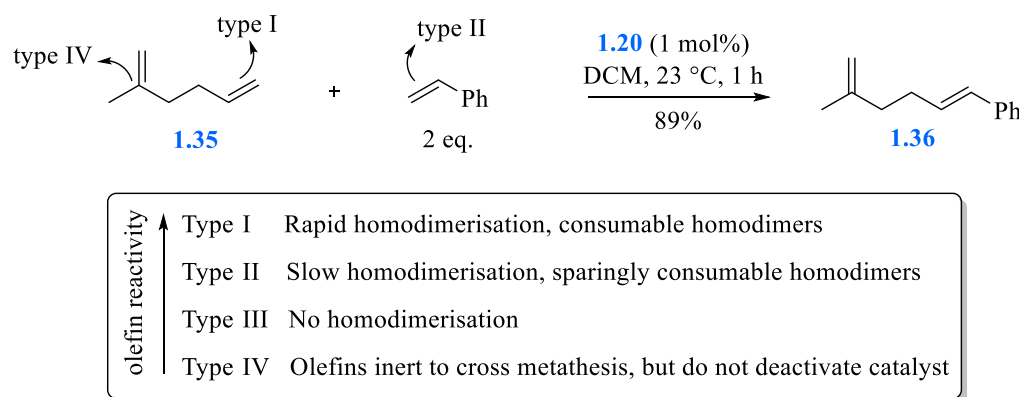 type I
type IV
type II
1.20 (1 mol%)
DCM, 23 °C, 1 h
+
Ph
89%
Ph
1.35
2 eq.
1.36
olefin reactivity
Type I Rapid homodimerisation, consumable homodimers
Type II Slow homodimerisation, sparingly consumable homodimers
Type III No homodimerisation
Type IV Olefins inert to cross metathesis, but do not deactivate catalyst